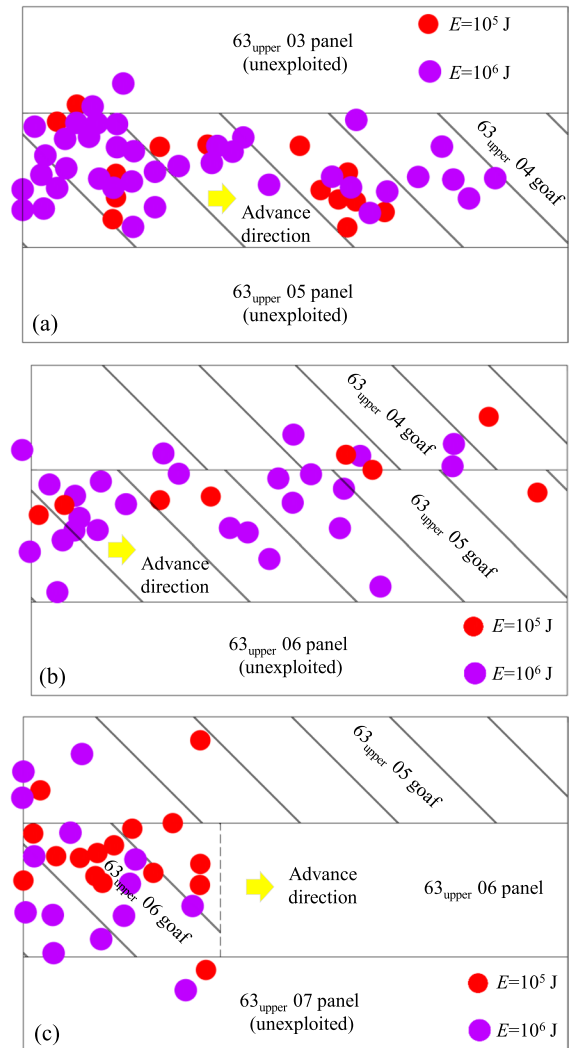 63upper 03 panel
(unexploited)
E=10⁵ J
E=10⁶ J
63upper 04 goaf
Advance
direction
63upper 05 panel
(unexploited)
(a)
63upper 04 goaf
63upper 05 goaf
Advance
direction
63upper 06 panel
(unexploited)
E=10⁵ J
E=10⁶ J
(b)
63upper 05 goaf
63upper 06 goaf
Advance
direction
63upper 06 panel
63upper 07 panel
(unexploited)
E=10⁵ J
E=10⁶ J
(c)